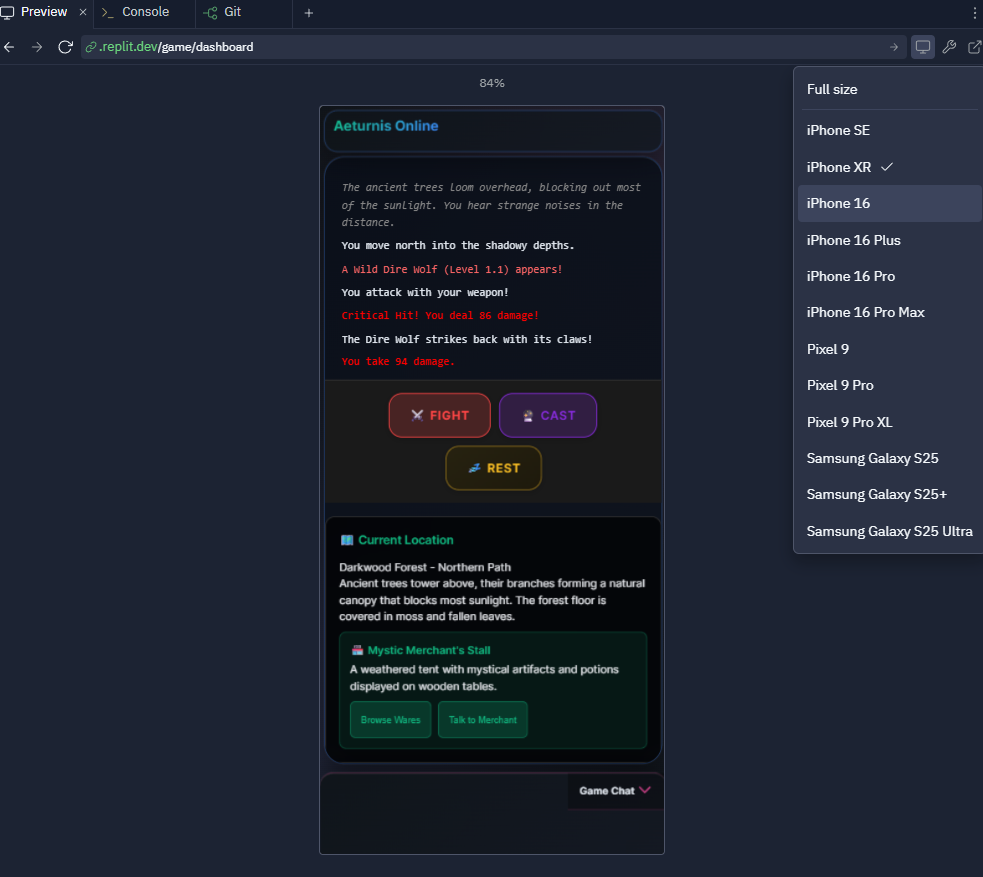 Preview
Console
Git
.replit.dev/game/dashboard
84%
Full size
iPhone SE
iPhone XR
iPhone 16
iPhone 16 Plus
iPhone 16 Pro
iPhone 16 Pro Max
Pixel 9
Pixel 9 Pro
Pixel 9 Pro XL
Samsung Galaxy S25
Samsung Galaxy S25+
Samsung Galaxy S25 Ultra
Aeturnis Online
The ancient trees loom overhead, blocking out most
of the sunlight. You hear strange noises in the
distance.
You move north into the shadowy depths.
A Wild Dire Wolf (Level 1.1) appears!
You attack with your weapon!
Critical Hit! You deal 86 damage!
The Dire Wolf strikes back with its claws!
You take 94 damage.
FIGHT
CAST
REST
Current Location
Darkwood Forest - Northern Path
Ancient trees tower above, their branches forming a natural
canopy that blocks most sunlight. The forest floor is
covered in moss and fallen leaves.
Mystic Merchant's Stall
A weathered tent with mystical artifacts and potions
displayed on wooden tables.
Browse Wares
Talk to Merchant
Game Chat